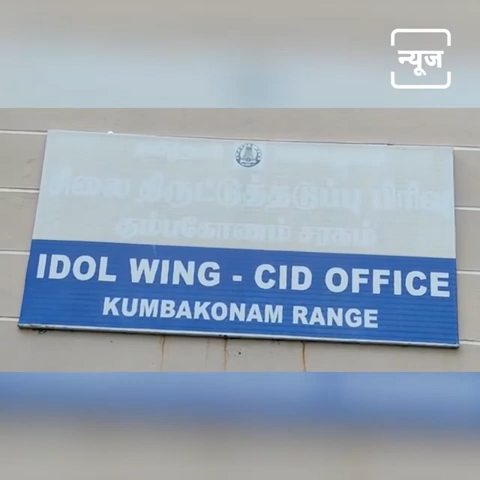 न्यूज
சிலை திருட்டுத்தடுப்பு பிரிவு
கும்பகோணம் சரகம்
IDOL WING - CID OFFICE
KUMBAKONAM RANGE